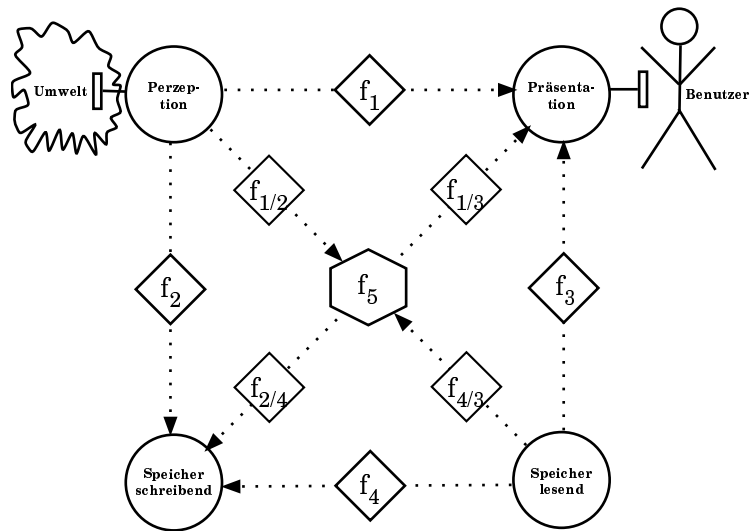 Umwelt
Perzep-
tion
f1
Präsenta-
tion
Benutzer
f1/2
f1/3
f2
f5
f3
f2/4
f4/3
Speicher
schreibend
f4
Speicher
lesend